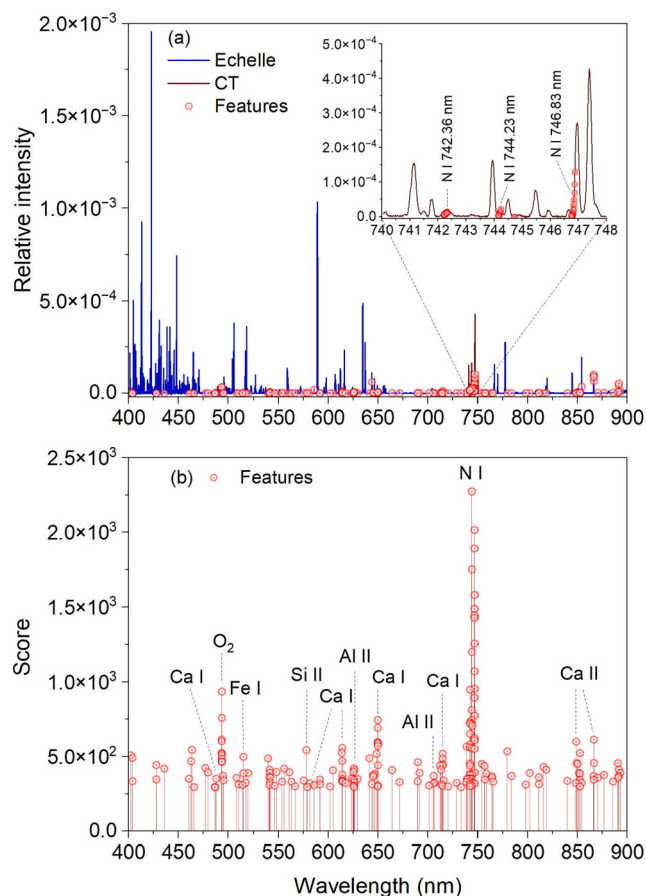 (a)
Echelle
CT
Features
Relative intensity
2.0×10⁻³
1.5×10⁻³
1.0×10⁻³
5.0×10⁻⁴
0.0
400 450 500 550 600 650 700 750 800 850 900
5.0×10⁻⁴
4.0×10⁻⁴
3.0×10⁻⁴
2.0×10⁻⁴
1.0×10⁻⁴
0.0
740 741 742 743 744 745 746 747 748
N I 742.36 nm
N I 744.23 nm
N I 746.83 nm
(b)
Features
Score
2.5×10³
2.0×10³
1.5×10³
1.0×10³
5.0×10²
0.0
N I
O₂
Ca I
Fe I
Si II
Ca I
Al II
Ca I
Al II
Ca I
Ca II
400 450 500 550 600 650 700 750 800 850 900
Wavelength (nm)